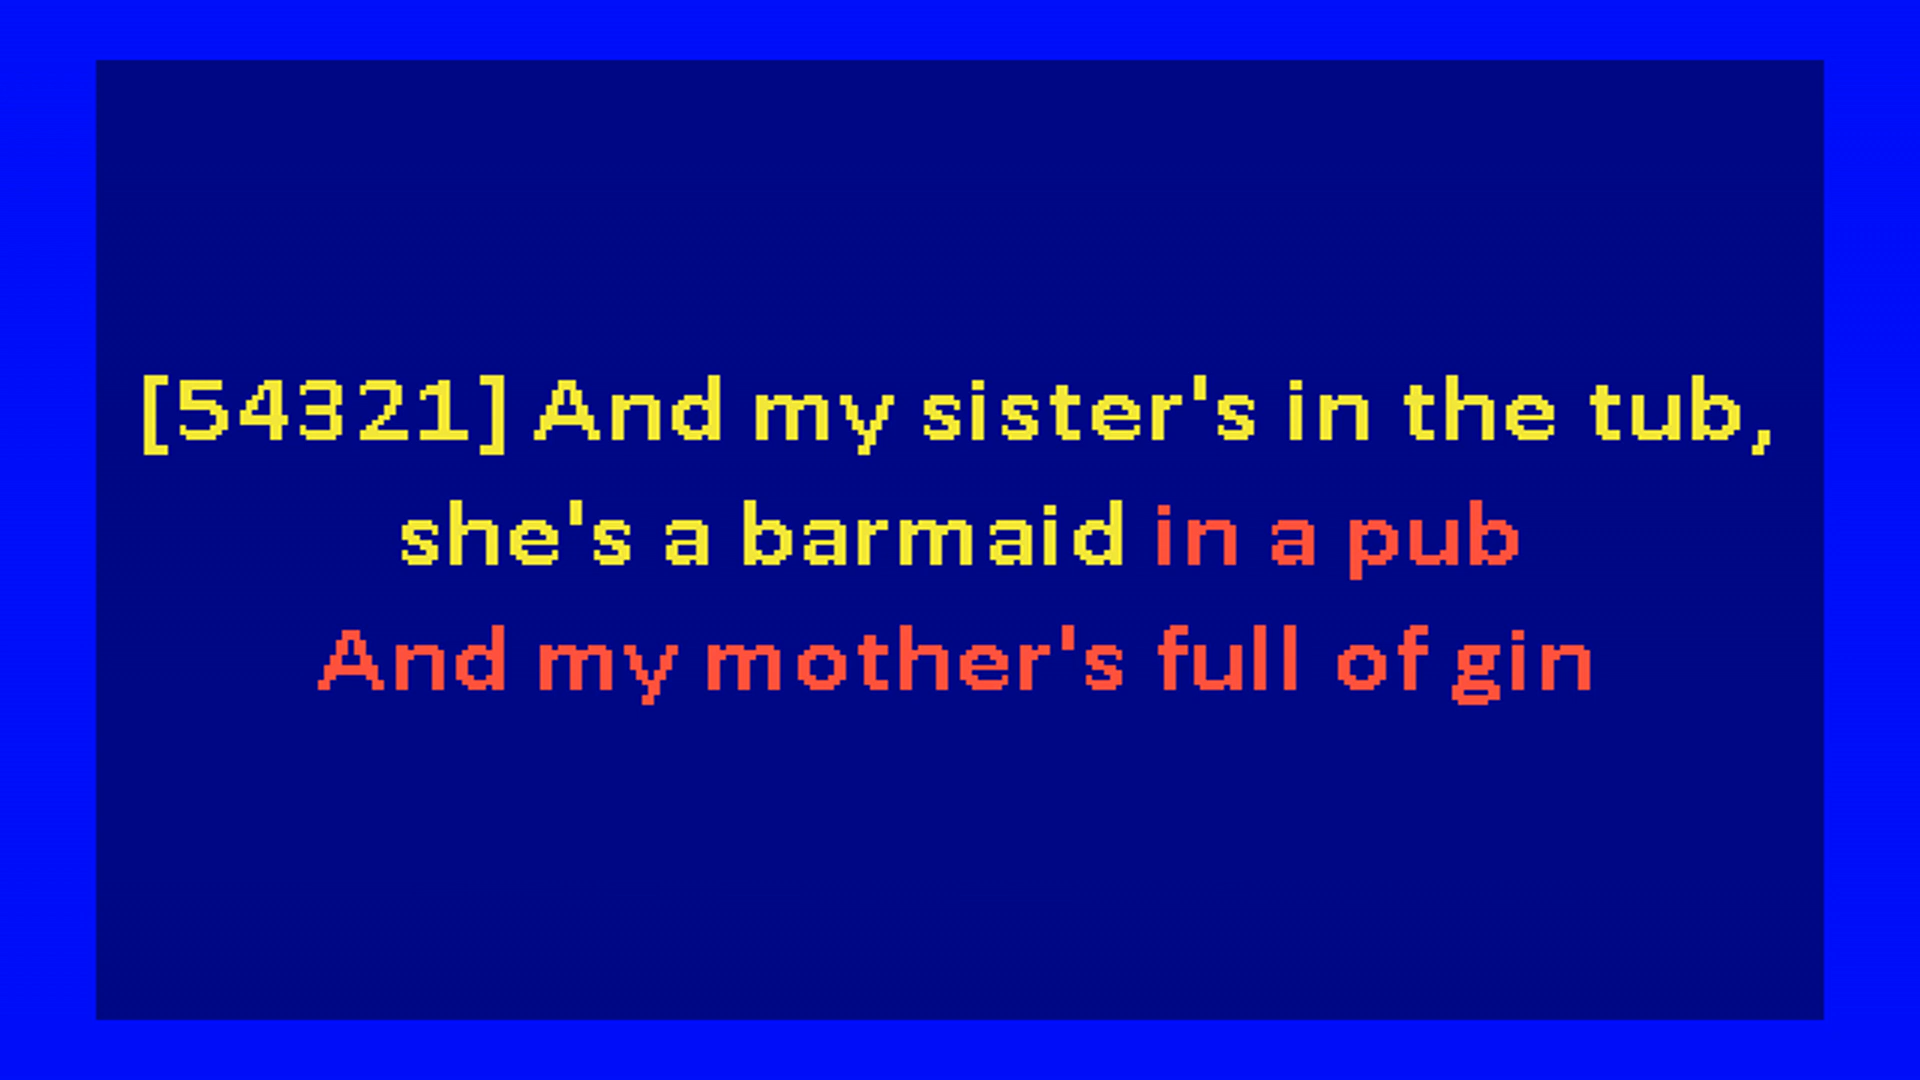 [54321] And my sister's in the tub,
she's a barmaid in a pub
And my mother's full of gin